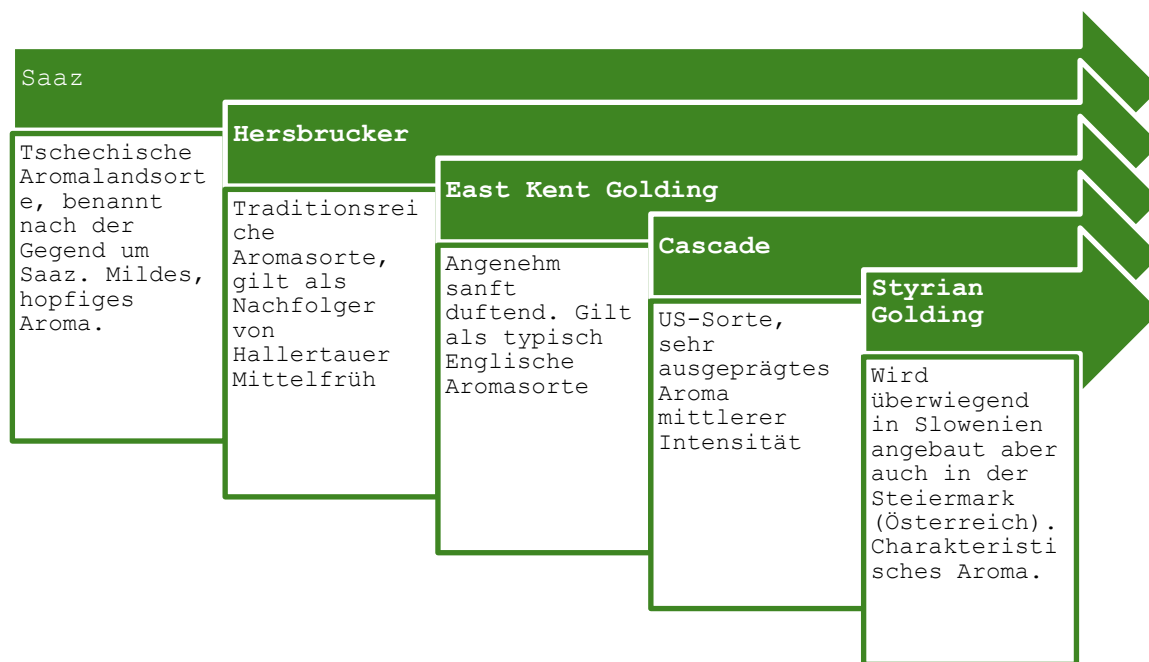 Saaz
Tschechische
Aromalandsort
e, benannt
nach der
Gegend um
Saaz. Mildes,
hopfiges
Aroma.
Hersbrucker
Traditionsrei
che
Aromasorte,
gilt als
Nachfolger
von
Hallertauer
Mittelfrüh
East Kent Golding
Angenehm
sanft
duftend. Gilt
als typisch
Englische
Aromasorte
Cascade
US-Sorte,
sehr
ausgeprägtes
Aroma
mittlerer
Intensität
Styrian
Golding
Wird
überwiegend
in Slowenien
angebaut aber
auch in der
Steiermark
(Österreich).
Charakteristi
sches Aroma.